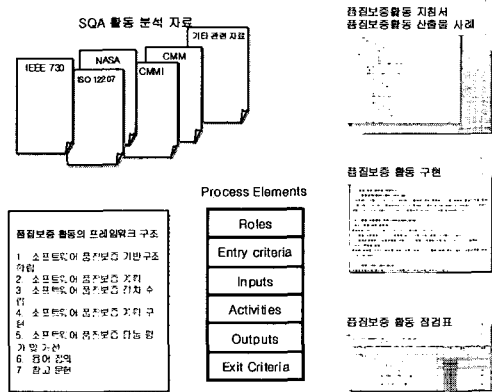 SQA 활동 분석 자료
기타 관련 자료
IEEE 730
NASA
CMM
ISO 12207
CMMI
품질보증활동 지침서
품질보증활동 산출물 사례
품질보증 활동 구현
품질보증 활동 점검표
Process Elements
Roles
Entry criteria
Inputs
Activities
Outputs
Exit Criteria
품질보증 활동의 프레임워크 구조
1 소프트웨어 품질보증 기반구조
확립
2. 소프트웨어 품질보증 계획
3 소프트웨어 품질보증 절차 수
립
4. 소프트웨어 품질보증 계획 구
현
5. 소프트웨어 품질보증 활동 평
가 및 개선
6. 용어 정의
7 참고 문헌